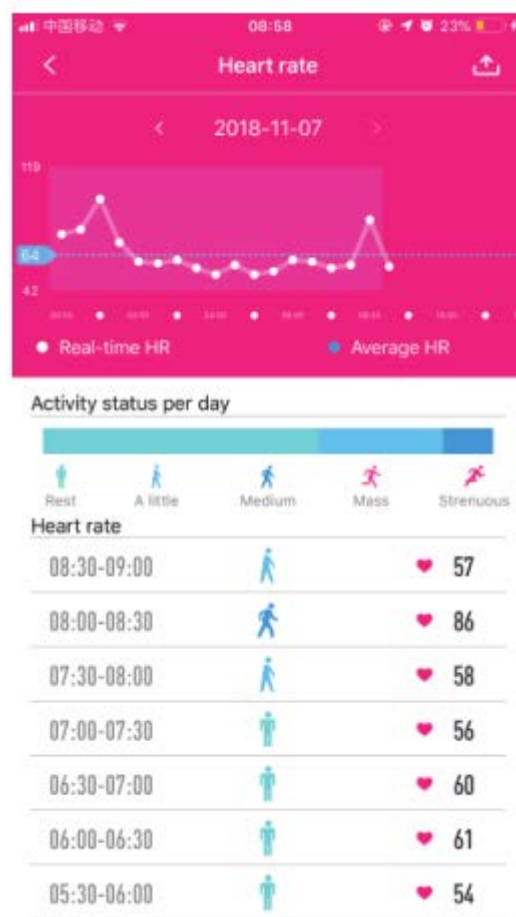 中国移动 08:58 23%
Heart rate
2018-11-07
119
64
42
Real-time HR Average HR
Activity status per day
Rest A little Medium Mass Strenuous
Heart rate
08:30-09:00 57
08:00-08:30 86
07:30-08:00 58
07:00-07:30 56
06:30-07:00 60
06:00-06:30 61
05:30-06:00 54